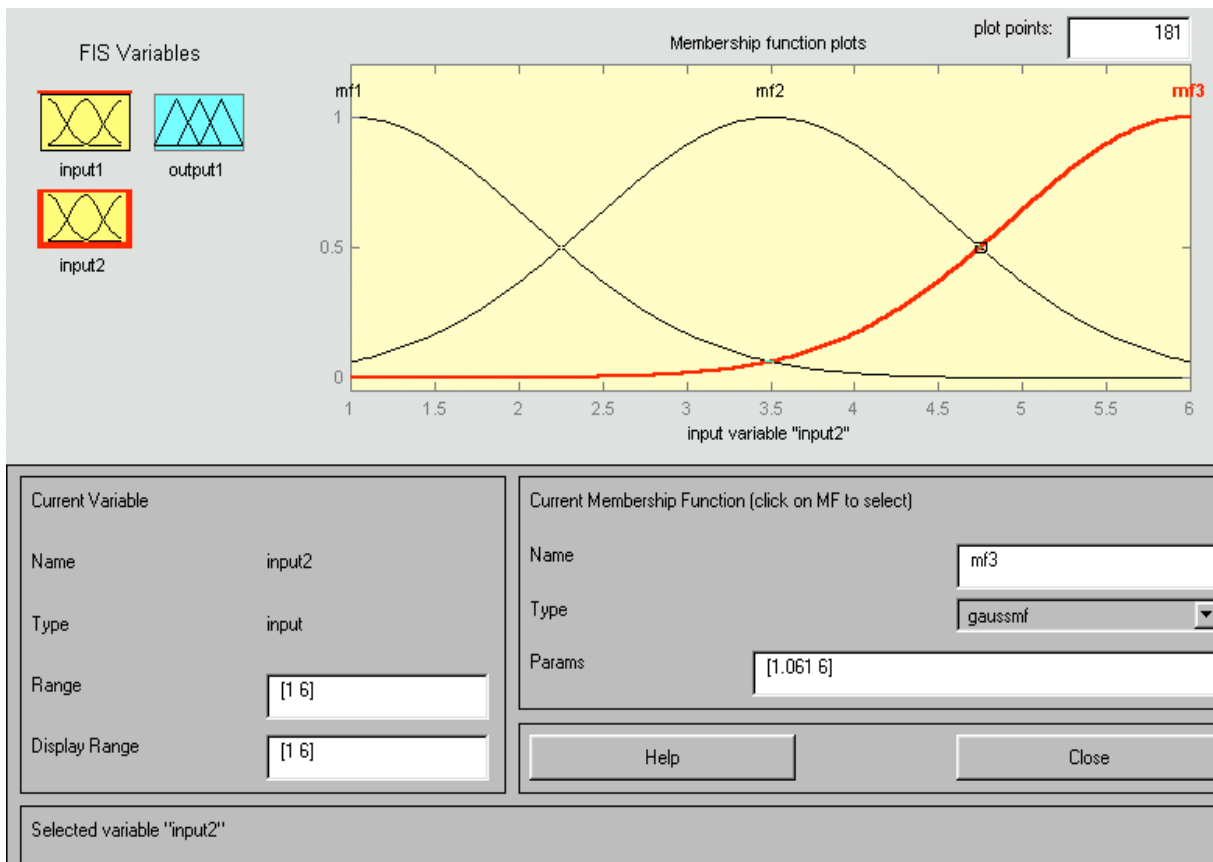 FIS Variables
Membership function plots
plot points:
181
input1
output1
input2
mf1
mf2
mf3
1
0.5
0
1 1.5 2 2.5 3 3.5 4 4.5 5 5.5 6
input variable "input2"
Current Variable
Name input2
Type input
Range [1 6]
Display Range [1 6]
Current Membership Function (click on MF to select)
Name mf3
Type gaussmf
Params [1.061 6]
Help
Close
Selected variable "input2"